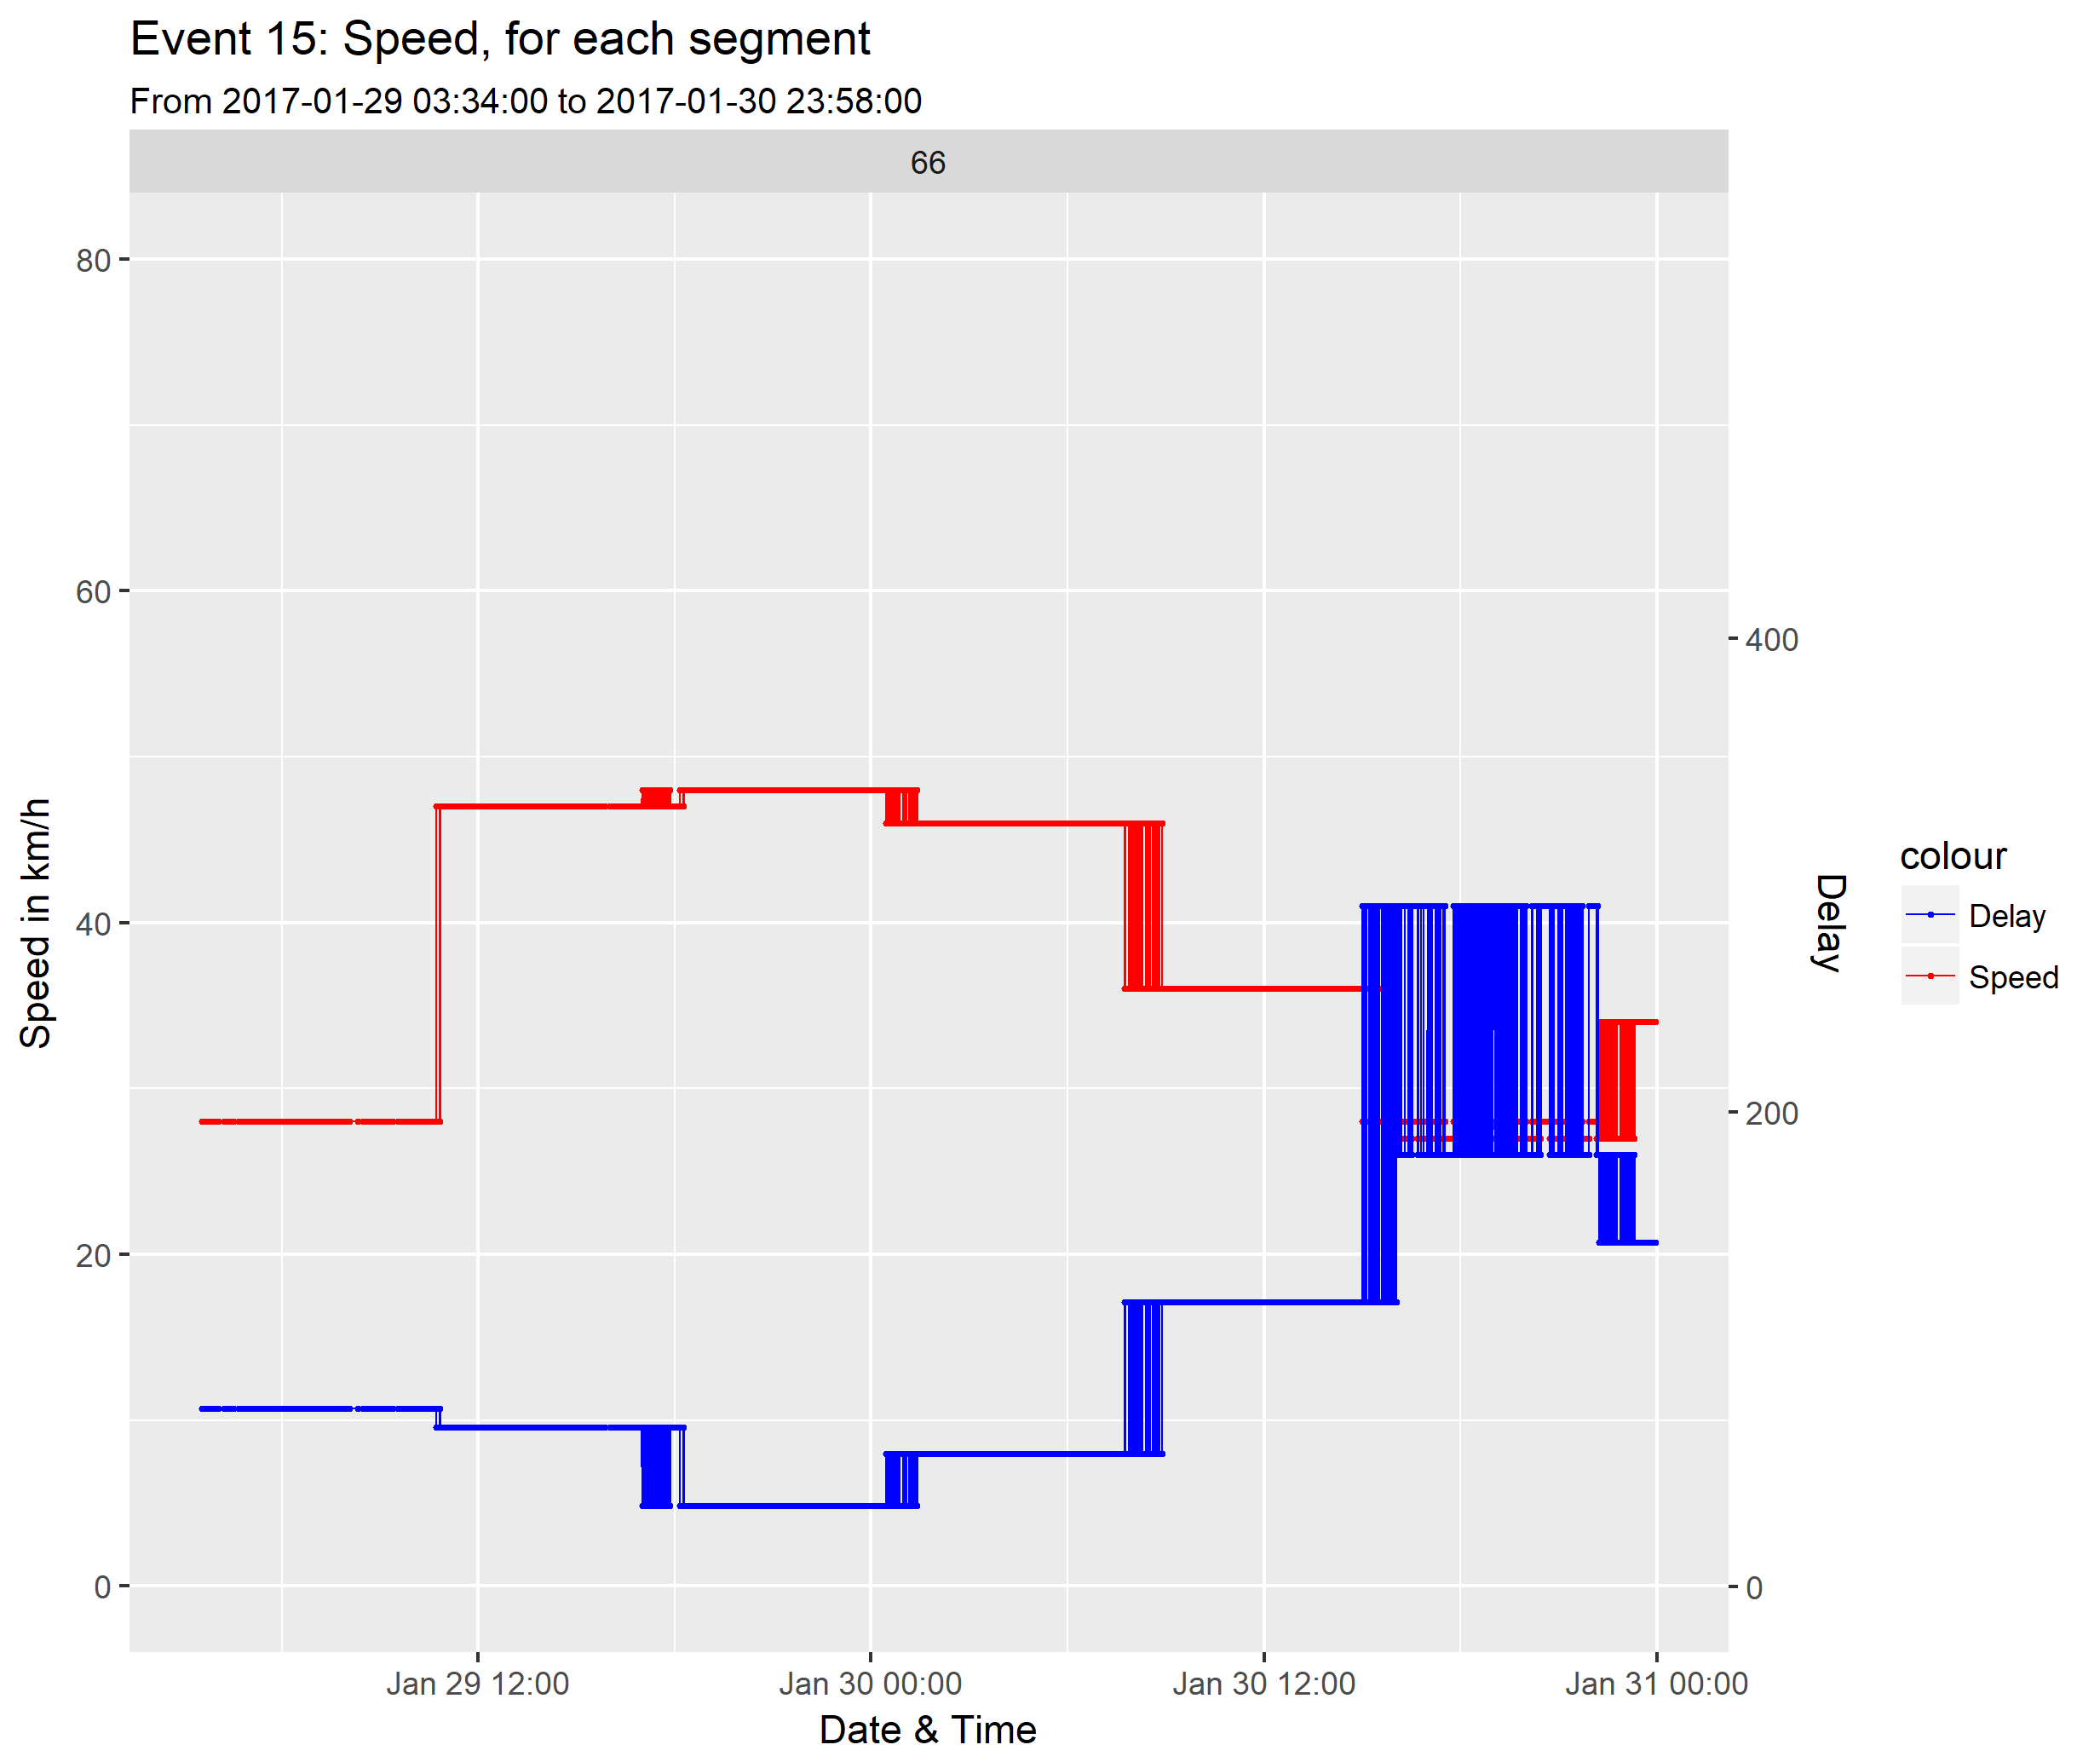 Event 15: Speed, for each segment
From 2017-01-29 03:34:00 to 2017-01-30 23:58:00
66
80
60
40
20
0
Speed in km/h
400
200
0
Delay
colour
Delay
Speed
Jan 29 12:00
Jan 30 00:00
Jan 30 12:00
Jan 31 00:00
Date & Time